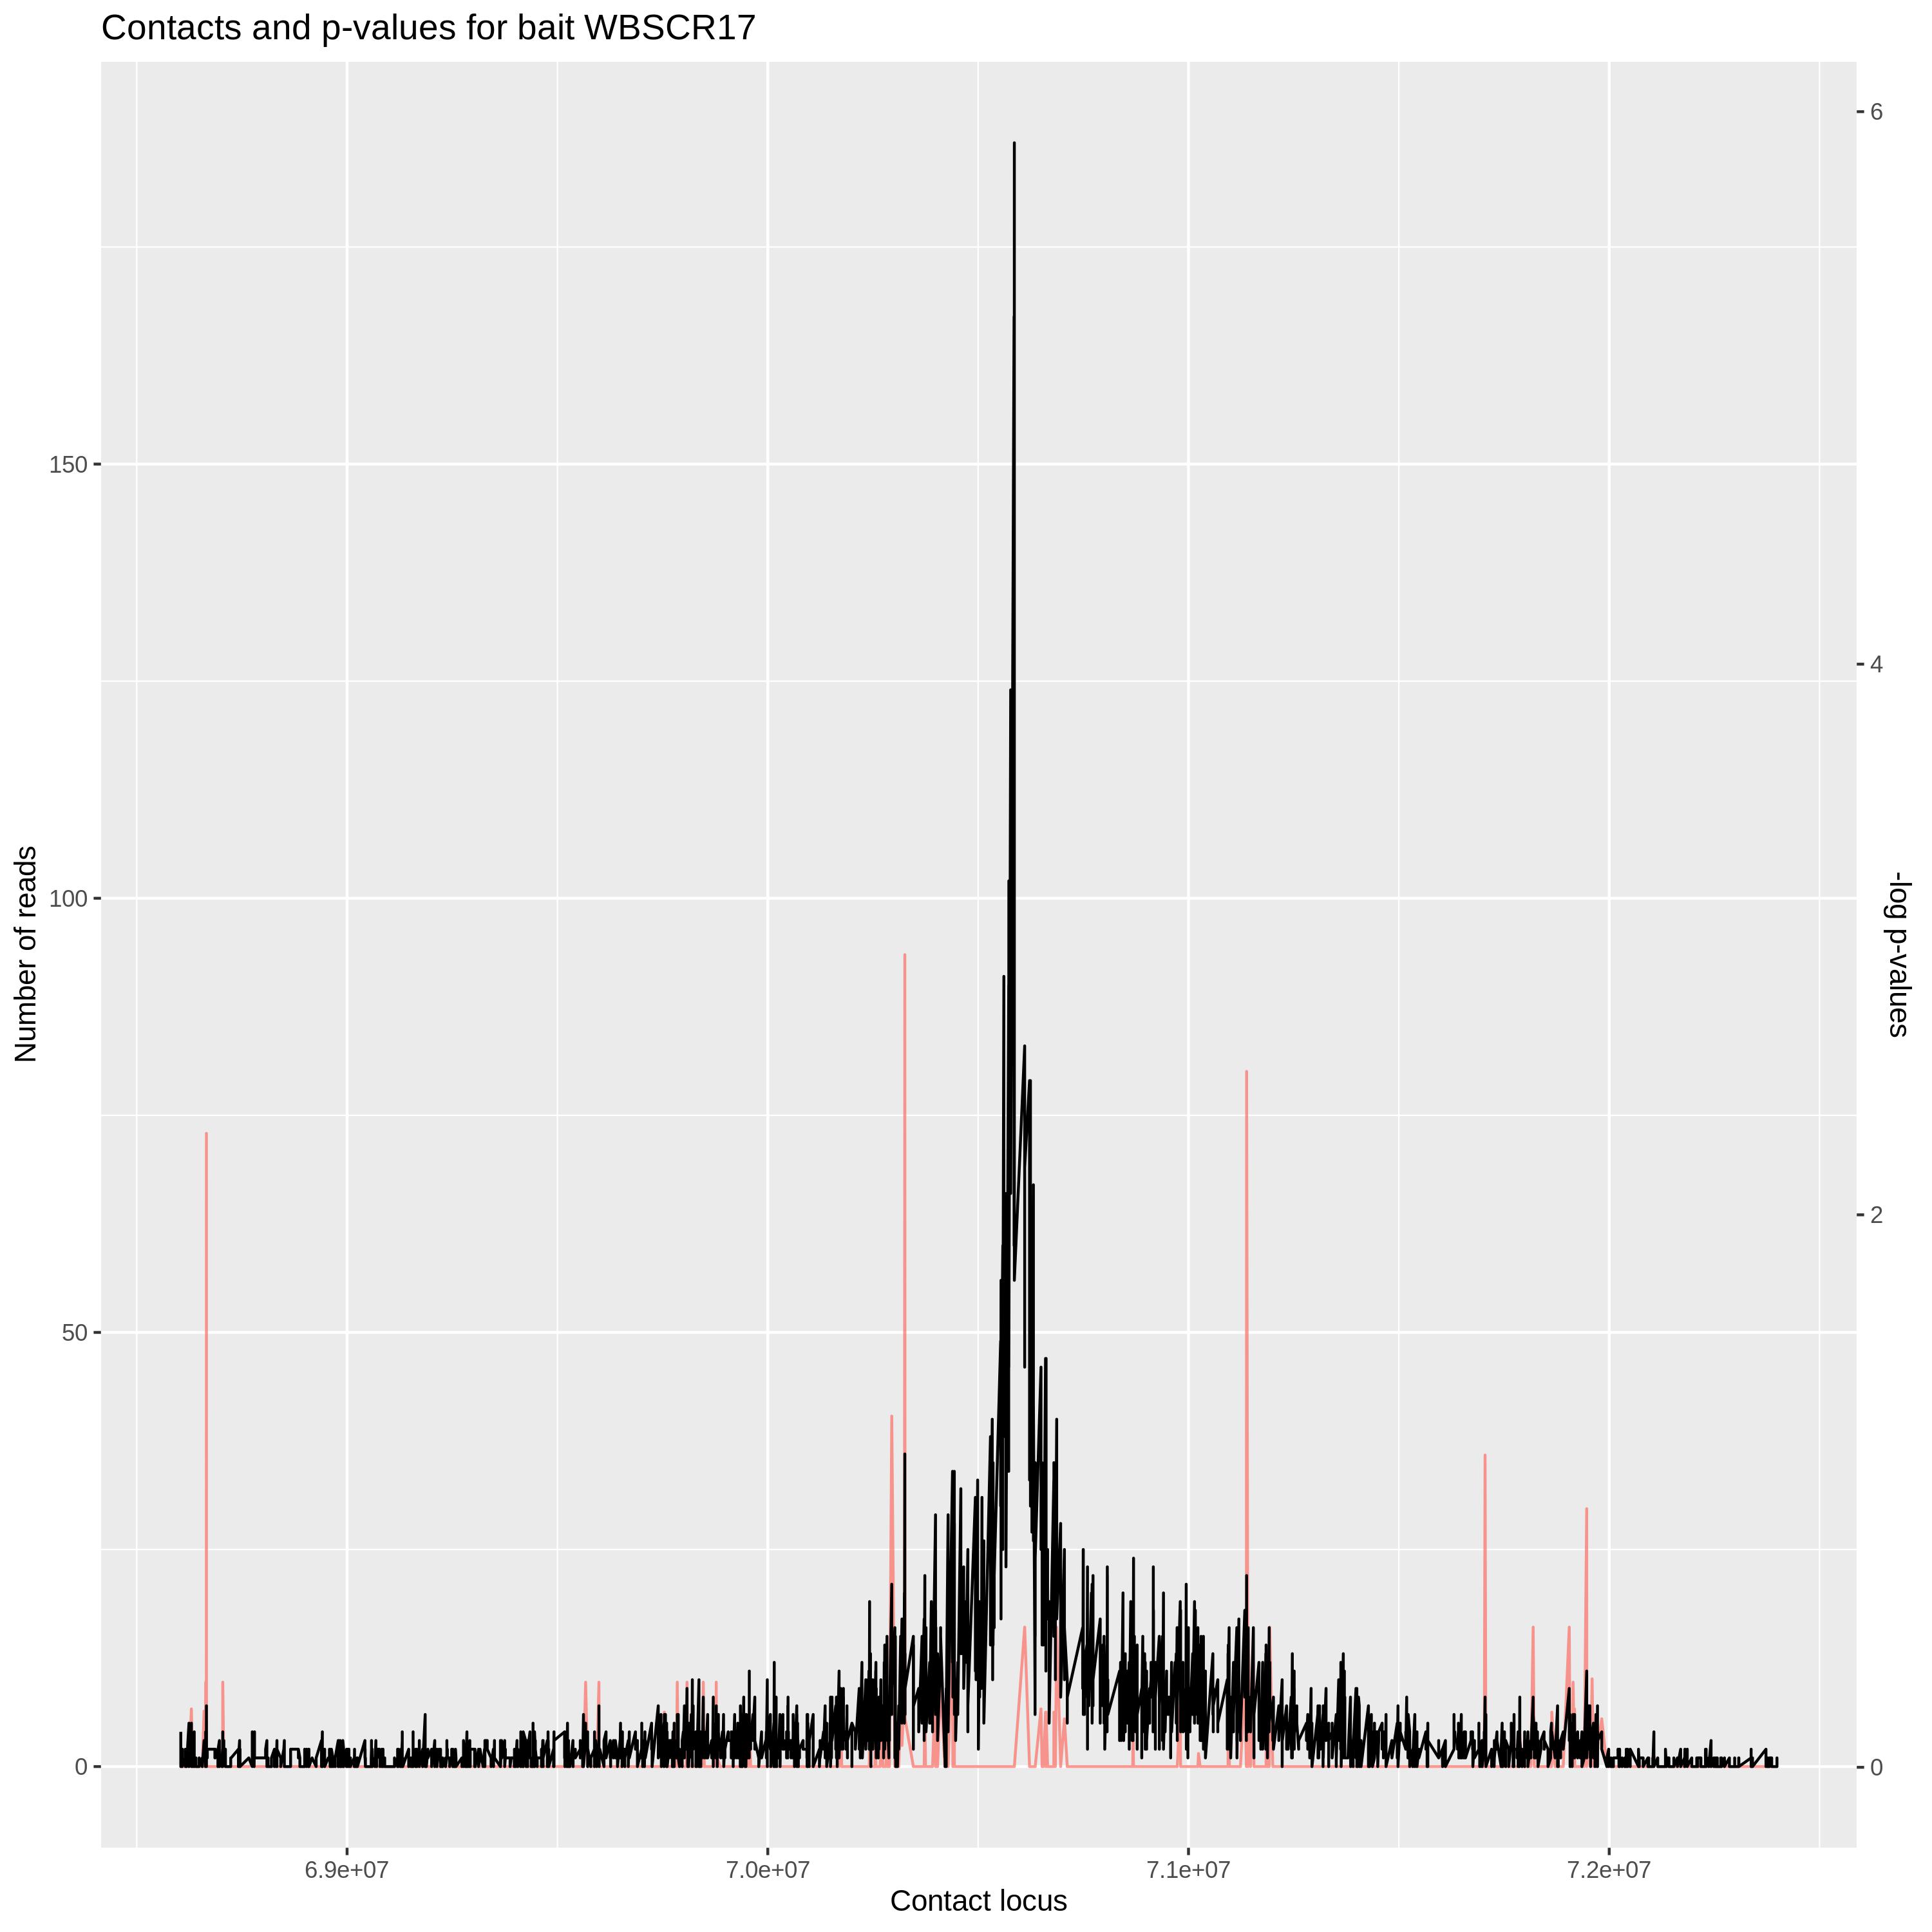 Contacts and p-values for bait WBSCR17
6
150
4
100
Number of reads
-log p-values
2
50
0
0
6.9e+07
7.0e+07
7.1e+07
7.2e+07
Contact locus